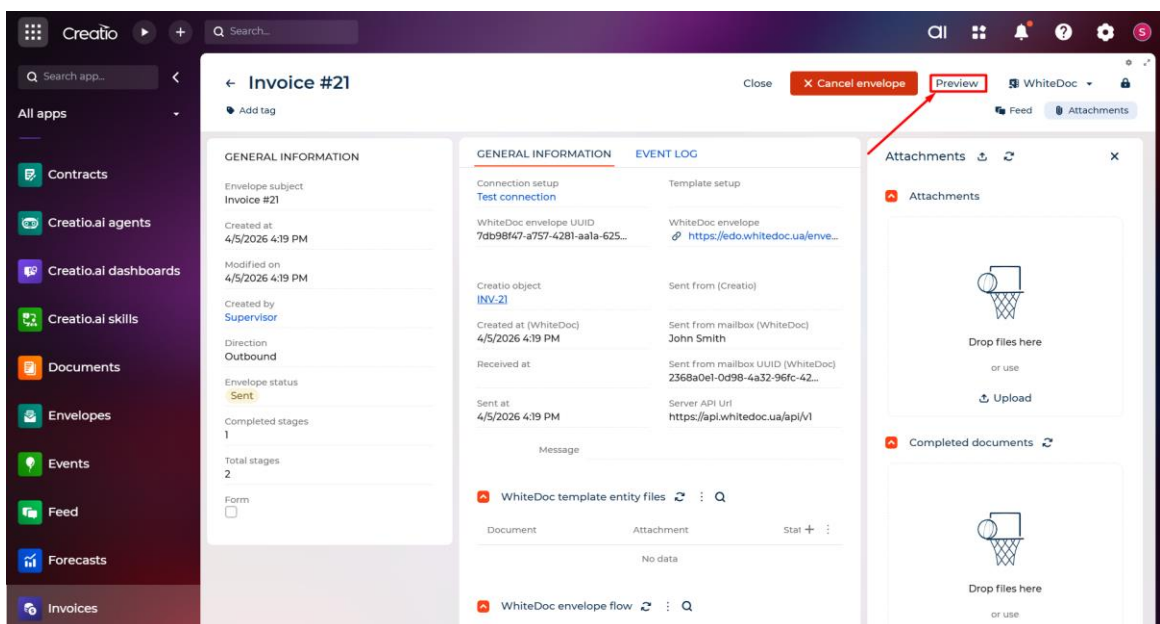 Creatio
Search...
ai
S
Search app...
All apps
Contracts
Creatio.ai agents
Creatio.ai dashboards
Creatio.ai skills
Documents
Envelopes
Events
Feed
Forecasts
Invoices
Invoice #21
Add tag
Close
X Cancel envelope
Preview
WhiteDoc
Feed
Attachments
GENERAL INFORMATION
Envelope subject
Invoice #21
Created at
4/5/2026 4:19 PM
Modified on
4/5/2026 4:19 PM
Created by
Supervisor
Direction
Outbound
Envelope status
Sent
Completed stages
1
Total stages
2
Form
GENERAL INFORMATION
EVENT LOG
Connection setup
Test connection
Template setup
WhiteDoc envelope UUID
7db98f47-a757-4281-aa1a-625...
WhiteDoc envelope
https://edo.whitedoc.ua/enve...
Creatio object
INV-21
Sent from (Creatio)
Created at (WhiteDoc)
4/5/2026 4:19 PM
Sent from mailbox (WhiteDoc)
John Smith
Received at
Sent from mailbox UUID (WhiteDoc)
2368a0e1-0d98-4a32-96fc-42...
Sent at
4/5/2026 4:19 PM
Server API Url
https://api.whitedoc.ua/api/v1
Message
WhiteDoc template entity files
Document
Attachment
Stat
No data
WhiteDoc envelope flow
Attachments
Attachments
Drop files here
or use
Upload
Completed documents
Drop files here
or use